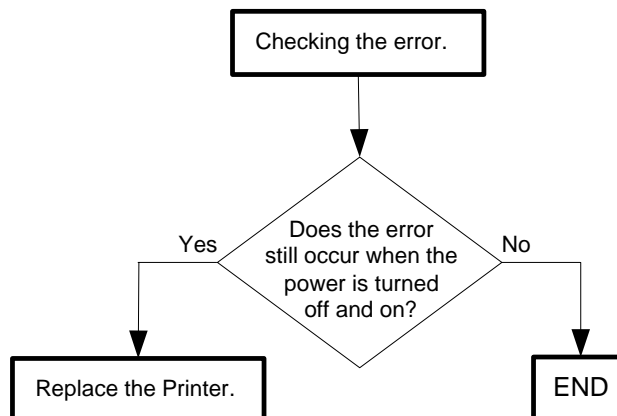 Checking the error.
Does the error
still occur when the
power is turned
off and on?
Yes
No
Replace the Printer.
END